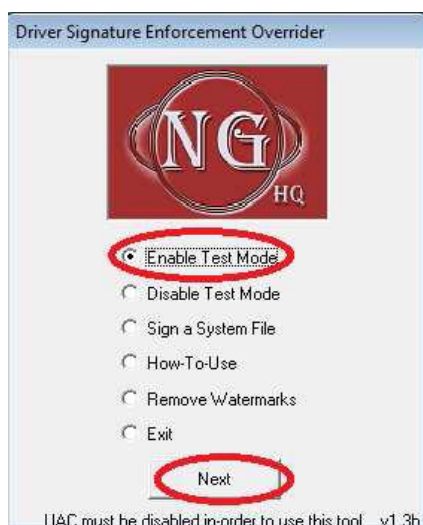 Driver Signature Enforcement Overrider
NG
HQ
Enable Test Mode
Disable Test Mode
Sign a System File
How-To-Use
Remove Watermarks
Exit
Next
UAC must be disabled in-order to use this tool v1.3b